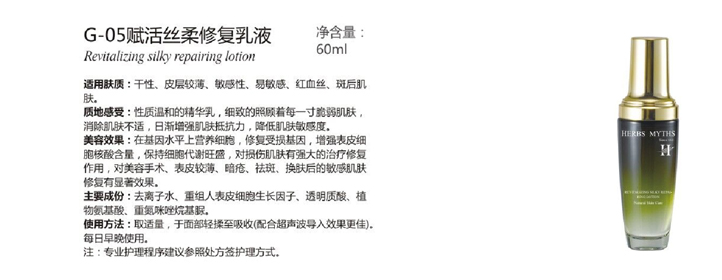 G-05赋活丝柔修复乳液
净含量：
60ml
Revitalizing silky repairing lotion
适用肤质：干性、皮层较薄、敏感性、易敏感、红血丝、斑后肌
肤。
质地感受：性质温和的精华乳，细致的照顾着每一寸脆弱肌肤，
消除肌肤不适，日渐增强肌肤抵抗力，降低肌肤敏感度。
美容效果：在基因水平上营养细胞，修复受损基因，增强表皮细
胞核酸含量，保持细胞代谢旺盛，对损伤肌肤有强大的治疗修复
作用，对美容手术、表皮较薄、暗疮、祛斑、换肤后的敏感肌肤
修复有显著效果。
主要成份：去离子水、重组人表皮细胞生长因子、透明质酸、植
物氨基酸、重氮咪唑烷基脲。
使用方法：取适量，于面部轻揉至吸收(配合超声波导入效果更佳)。
每日早晚使用。
注：专业护理程序建议参照处方签护理方式。
HERBS MYTHS
H
REVITALIZING SILKY REPAIR